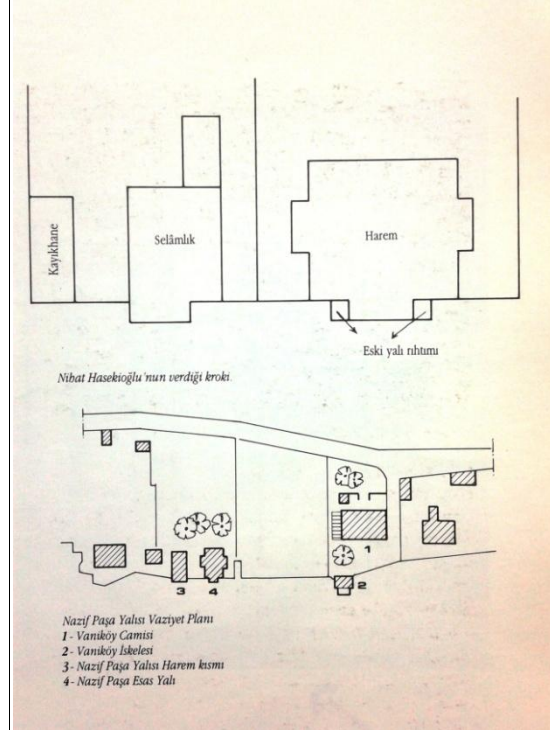 Kayıkhane
Selâmlık
Harem
Eski yalı rıhtımı
Nihat Hasekioğlu'nun verdiği kroki.
1
2
3
4
Nazif Paşa Yalısı Vaziyet Planı
1 - Vaniköy Camisi
2 - Vaniköy İskelesi
3 - Nazif Paşa Yalısı Harem kısmı
4 - Nazif Paşa Esas Yalı